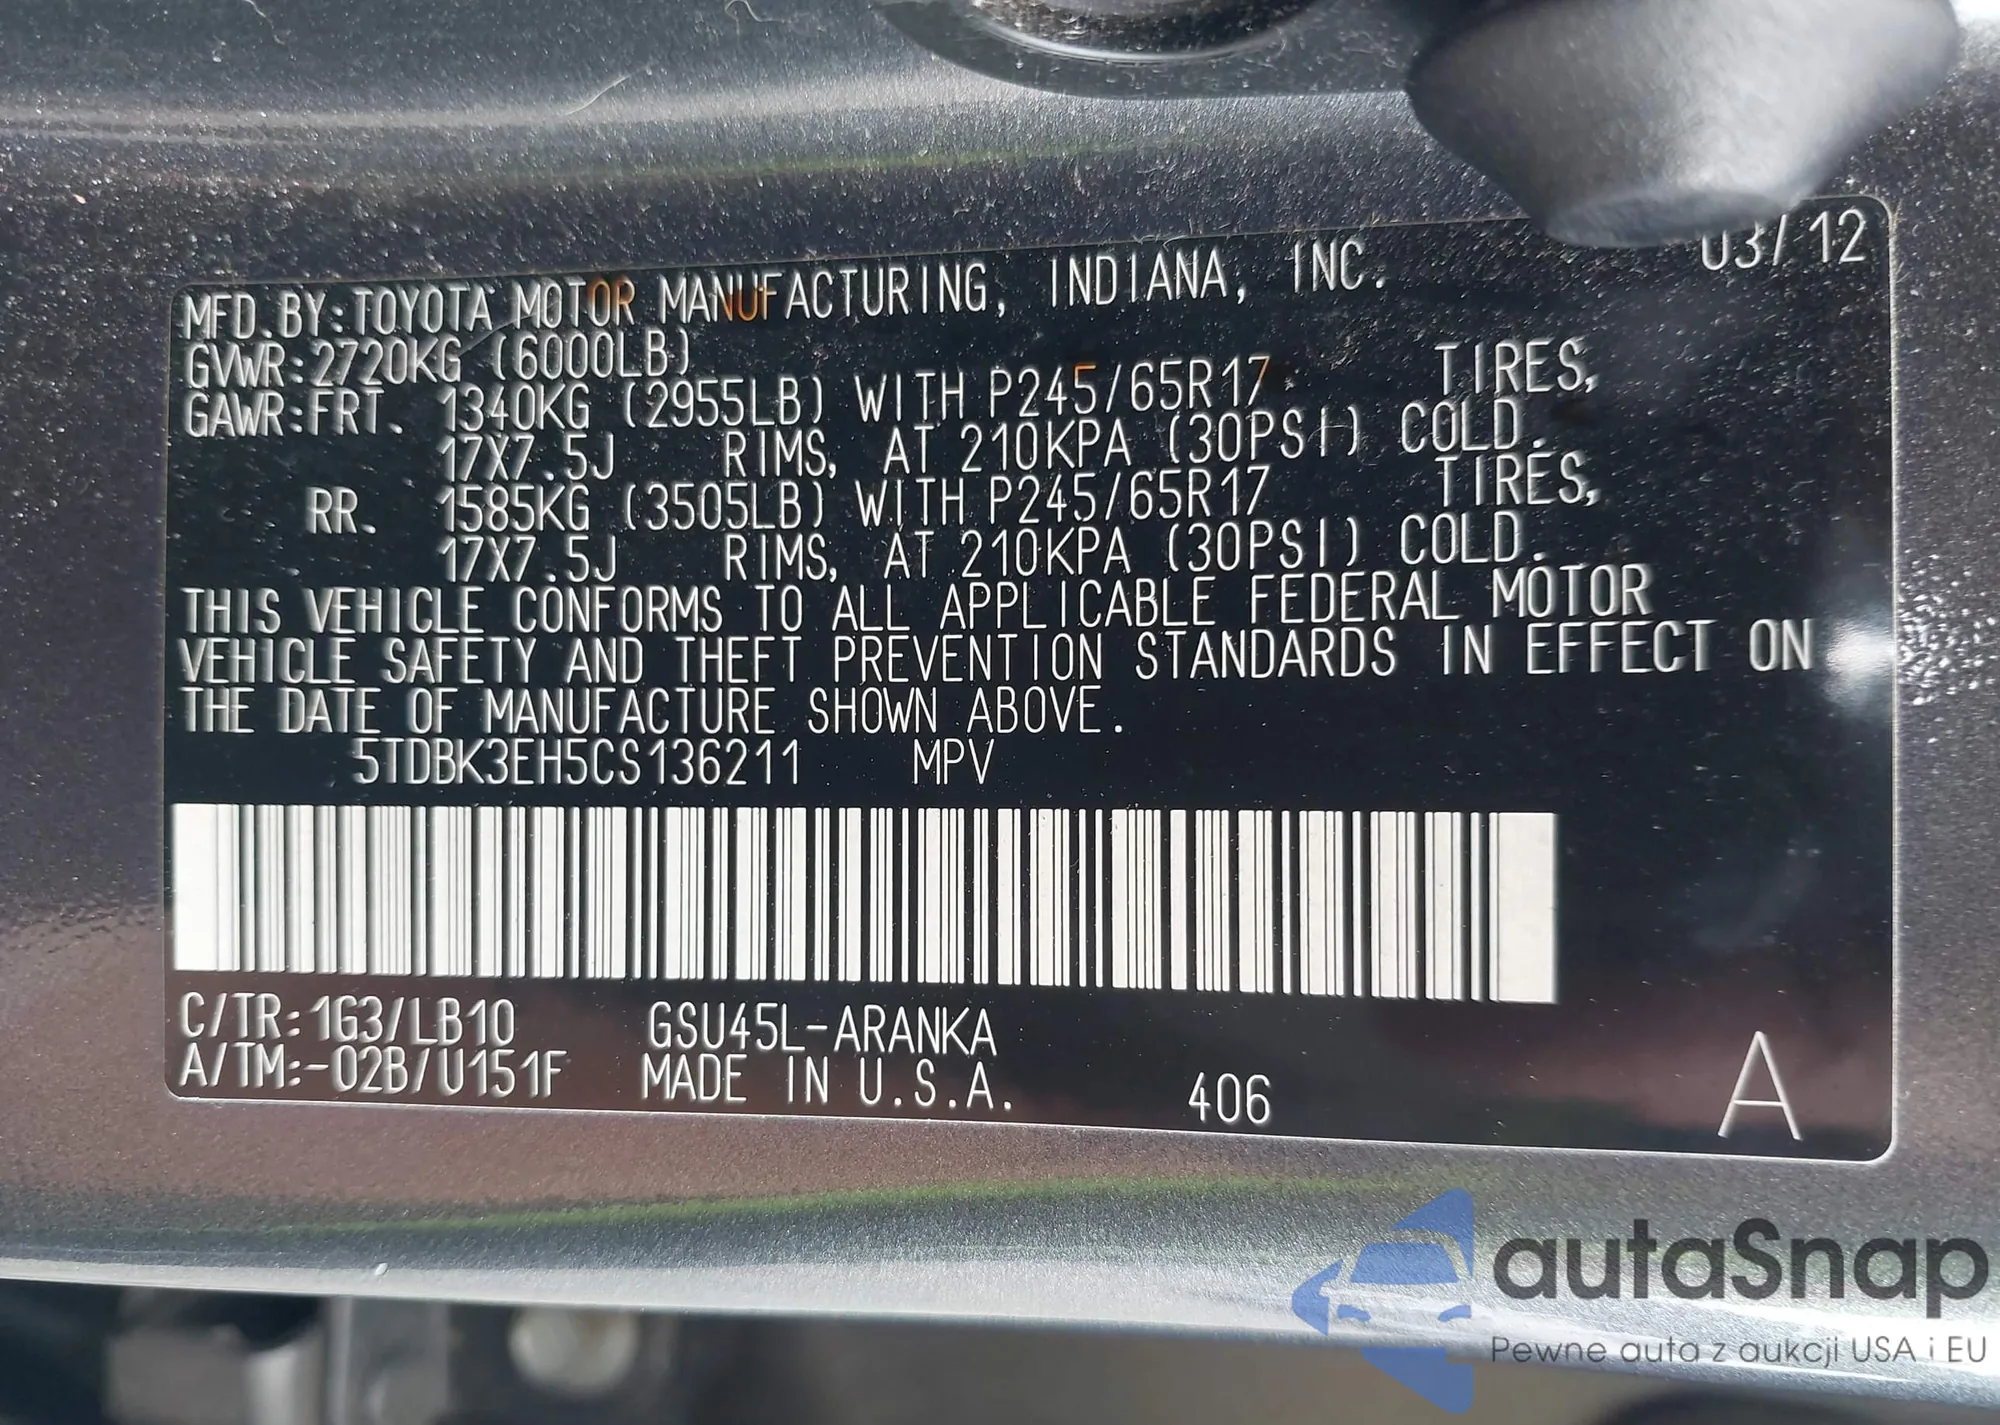 03/12
MFD.BY:TOYOTA MOTOR MANUFACTURING, INDIANA, INC.
GVWR:2720KG (6000LB)
GAWR:FRT. 1340KG (2955LB) WITH P245/65R17 TIRES,
17X7.5J RIMS, AT 210KPA (30PSI) COLD.
RR. 1585KG (3505LB) WITH P245/65R17 TIRES,
17X7.5J RIMS, AT 210KPA (30PSI) COLD.
THIS VEHICLE CONFORMS TO ALL APPLICABLE FEDERAL MOTOR
VEHICLE SAFETY AND THEFT PREVENTION STANDARDS IN EFFECT ON
THE DATE OF MANUFACTURE SHOWN ABOVE.
5TDBK3EH5CS136211 MPV
C/TR:1G3/LB10 GSU45L-ARANKA
A/TM:-02B/U151F MADE IN U.S.A. 406 A
autaSnap
Pewne auta z aukcji USA i EU